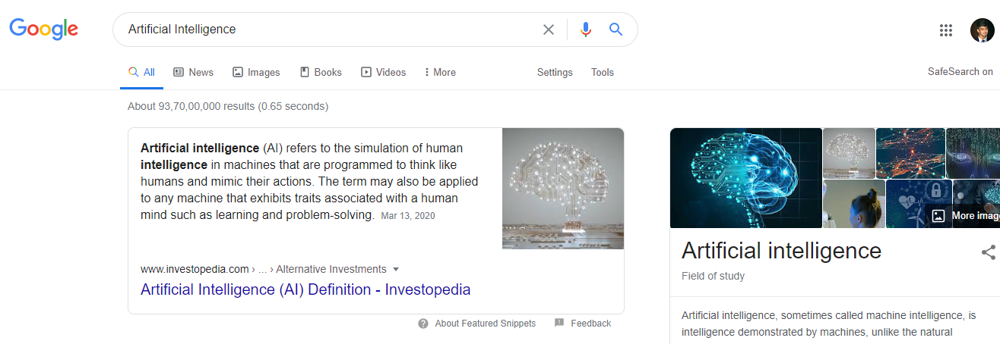 Google
Artificial Intelligence
All News Images Books Videos More Settings Tools
SafeSearch on
About 93,70,00,000 results (0.65 seconds)
Artificial intelligence (AI) refers to the simulation of human
intelligence in machines that are programmed to think like
humans and mimic their actions. The term may also be applied
to any machine that exhibits traits associated with a human
mind such as learning and problem-solving. Mar 13, 2020
www.investopedia.com › ... › Alternative Investments
Artificial Intelligence (AI) Definition - Investopedia
About Featured Snippets Feedback
More imag
Artificial intelligence
Field of study
Artificial intelligence, sometimes called machine intelligence, is
intelligence demonstrated by machines, unlike the natural